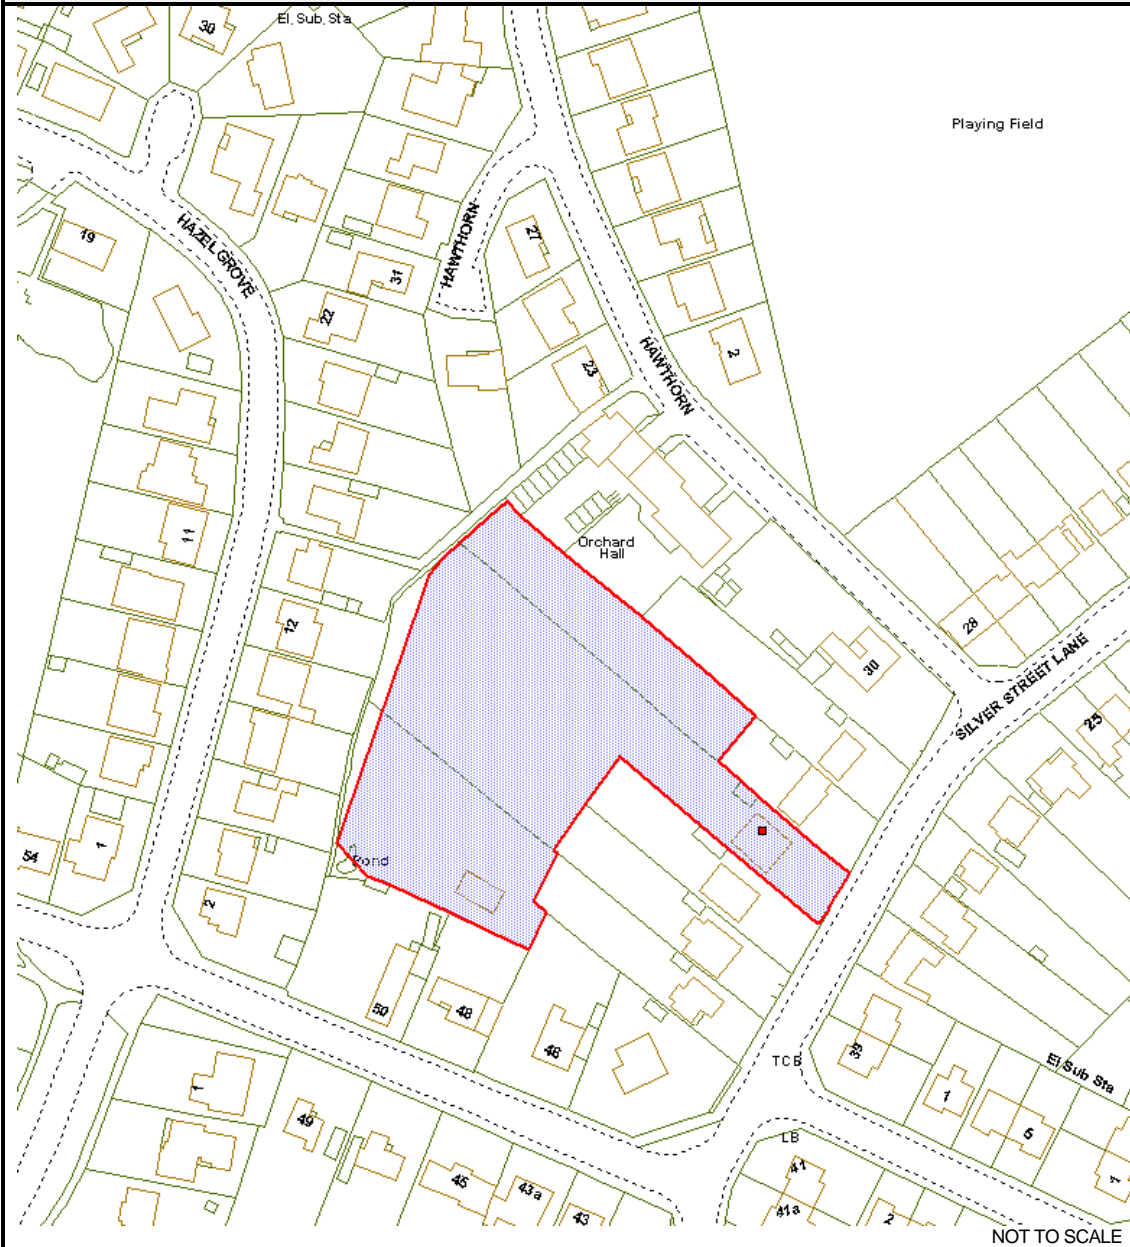 El Sub Sta
30
Playing Field
19
HAZEL GROVE
HAWTHORN
27
31
22
HAWTHORN
23
2
11
Orchard
Hall
12
30
28
SILVER STREET LANE
25
54
1
Pond
2
50
48
46
39
TCB
El Sub Sta
1
5
1
1
49
LB
41
45
43a
43
41a
2
NOT TO SCALE